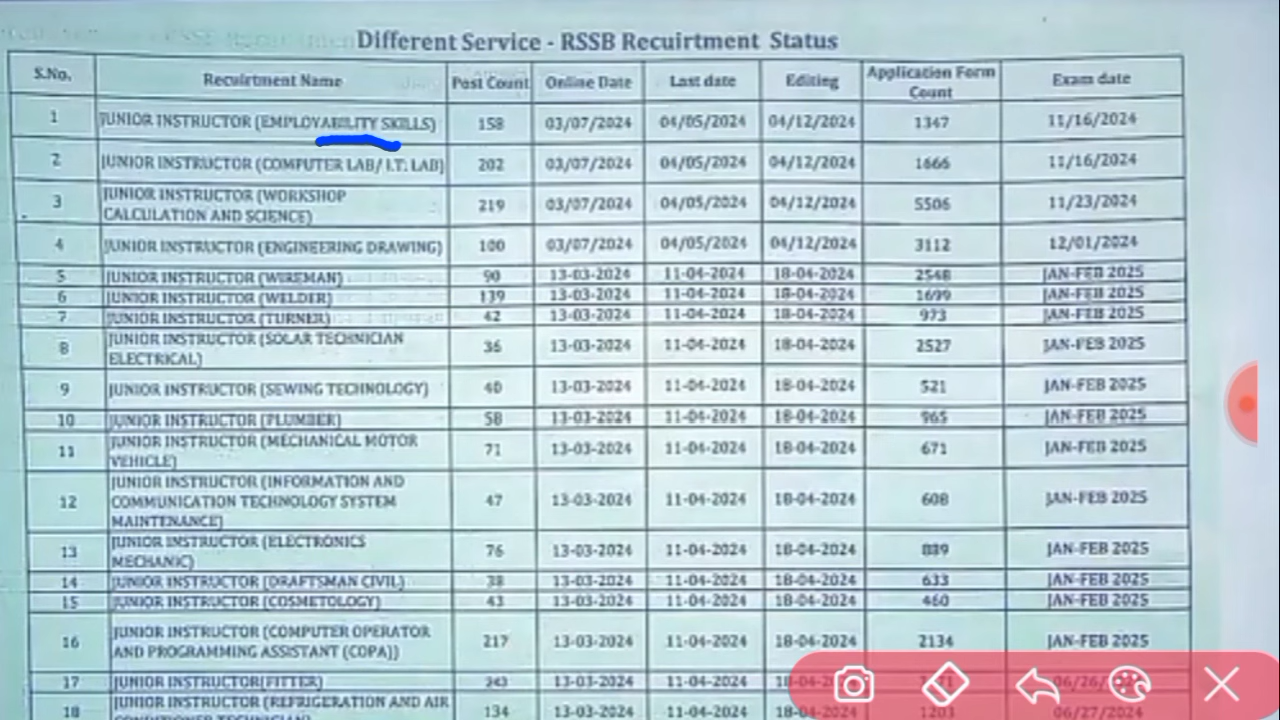 Different Service - RSSB Recuirtment Status
S.No. Recuirtment Name Post Count Online Date Last date Editing Application Form Count Exam date
1 JUNIOR INSTRUCTOR (EMPLOYABILITY SKILLS) 158 03/07/2024 04/05/2024 04/12/2024 1347 11/16/2024
2 JUNIOR INSTRUCTOR (COMPUTER LAB/ I.T. LAB) 202 03/07/2024 04/05/2024 04/12/2024 1666 11/16/2024
3 JUNIOR INSTRUCTOR (WORKSHOP
CALCULATION AND SCIENCE) 219 03/07/2024 04/05/2024 04/12/2024 5506 11/23/2024
4 JUNIOR INSTRUCTOR (ENGINEERING DRAWING) 100 03/07/2024 04/05/2024 04/12/2024 3112 12/01/2024
5 JUNIOR INSTRUCTOR (WIREMAN) 90 13-03-2024 11-04-2024 18-04-2024 2548 JAN-FEB 2025
6 JUNIOR INSTRUCTOR (WELDER) 139 13-03-2024 11-04-2024 18-04-2024 1699 JAN-FEB 2025
7 JUNIOR INSTRUCTOR (TURNER) 42 13-03-2024 11-04-2024 18-04-2024 973 JAN-FEB 2025
8 JUNIOR INSTRUCTOR (SOLAR TECHNICIAN
ELECTRICAL) 36 13-03-2024 11-04-2024 18-04-2024 2527 JAN-FEB 2025
9 JUNIOR INSTRUCTOR (SEWING TECHNOLOGY) 40 13-03-2024 11-04-2024 18-04-2024 521 JAN-FEB 2025
10 JUNIOR INSTRUCTOR (PLUMBER) 58 13-03-2024 11-04-2024 18-04-2024 965 JAN-FEB 2025
11 JUNIOR INSTRUCTOR (MECHANICAL MOTOR
VEHICLE) 71 13-03-2024 11-04-2024 18-04-2024 671 JAN-FEB 2025
12 JUNIOR INSTRUCTOR (INFORMATION AND
COMMUNICATION TECHNOLOGY SYSTEM
MAINTENANCE) 47 13-03-2024 11-04-2024 18-04-2024 608 JAN-FEB 2025
13 JUNIOR INSTRUCTOR (ELECTRONICS
MECHANIC) 76 13-03-2024 11-04-2024 18-04-2024 889 JAN-FEB 2025
14 JUNIOR INSTRUCTOR (DRAFTSMAN CIVIL) 38 13-03-2024 11-04-2024 18-04-2024 633 JAN-FEB 2025
15 JUNIOR INSTRUCTOR (COSMETOLOGY) 43 13-03-2024 11-04-2024 18-04-2024 460 JAN-FEB 2025
16 JUNIOR INSTRUCTOR (COMPUTER OPERATOR
AND PROGRAMMING ASSISTANT (COPA)) 217 13-03-2024 11-04-2024 18-04-2024 2134 JAN-FEB 2025
17 JUNIOR INSTRUCTOR(FITTER) 243 13-03-2024 11-04-2024
18 JUNIOR INSTRUCTOR (REFRIGERATION AND AIR
CONDITIONER TECHNICIAN) 134 13-03-2024 11-04-2024 1203 06/27/2024